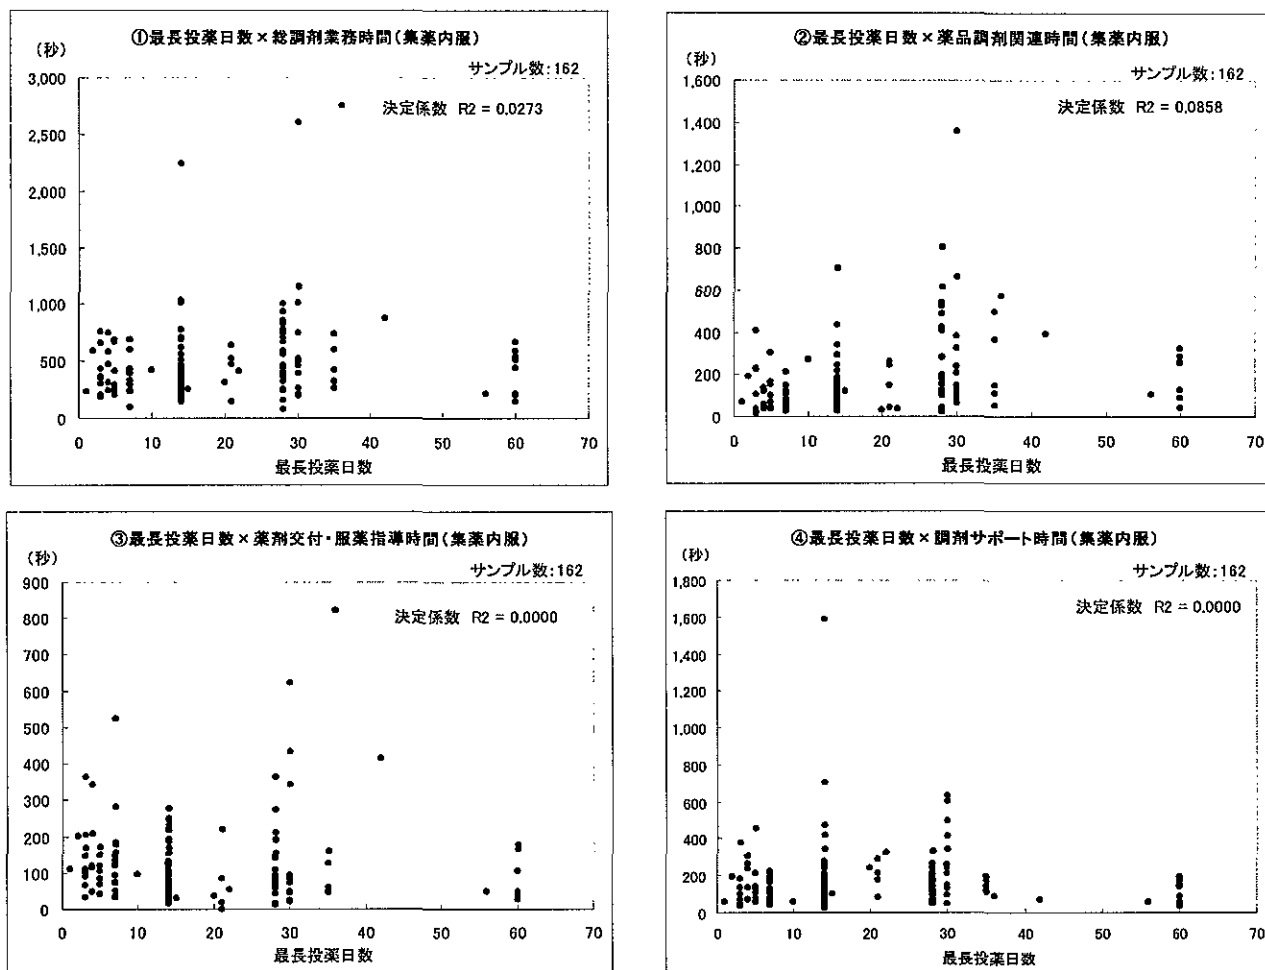 ①最長投薬日数×総調剤業務時間(集薬内服)
(秒)
サンプル数:162
決定係数 R2 = 0.0273
3,000
2,500
2,000
1,500
1,000
500
0
0 10 20 30 40 50 60 70
最長投薬日数
②最長投薬日数×薬品調剤関連時間(集薬内服)
(秒)
サンプル数:162
決定係数 R2 = 0.0858
1,600
1,400
1,200
1,000
800
600
400
200
0
0 10 20 30 40 50 60 70
最長投薬日数
③最長投薬日数×薬剤交付・服薬指導時間(集薬内服)
(秒)
サンプル数:162
決定係数 R2 = 0.0000
900
800
700
600
500
400
300
200
100
0
0 10 20 30 40 50 60 70
最長投薬日数
④最長投薬日数×調剤サポート時間(集薬内服)
(秒)
サンプル数:162
決定係数 R2 = 0.0000
1,800
1,600
1,400
1,200
1,000
800
600
400
200
0
0 10 20 30 40 50 60 70
最長投薬日数